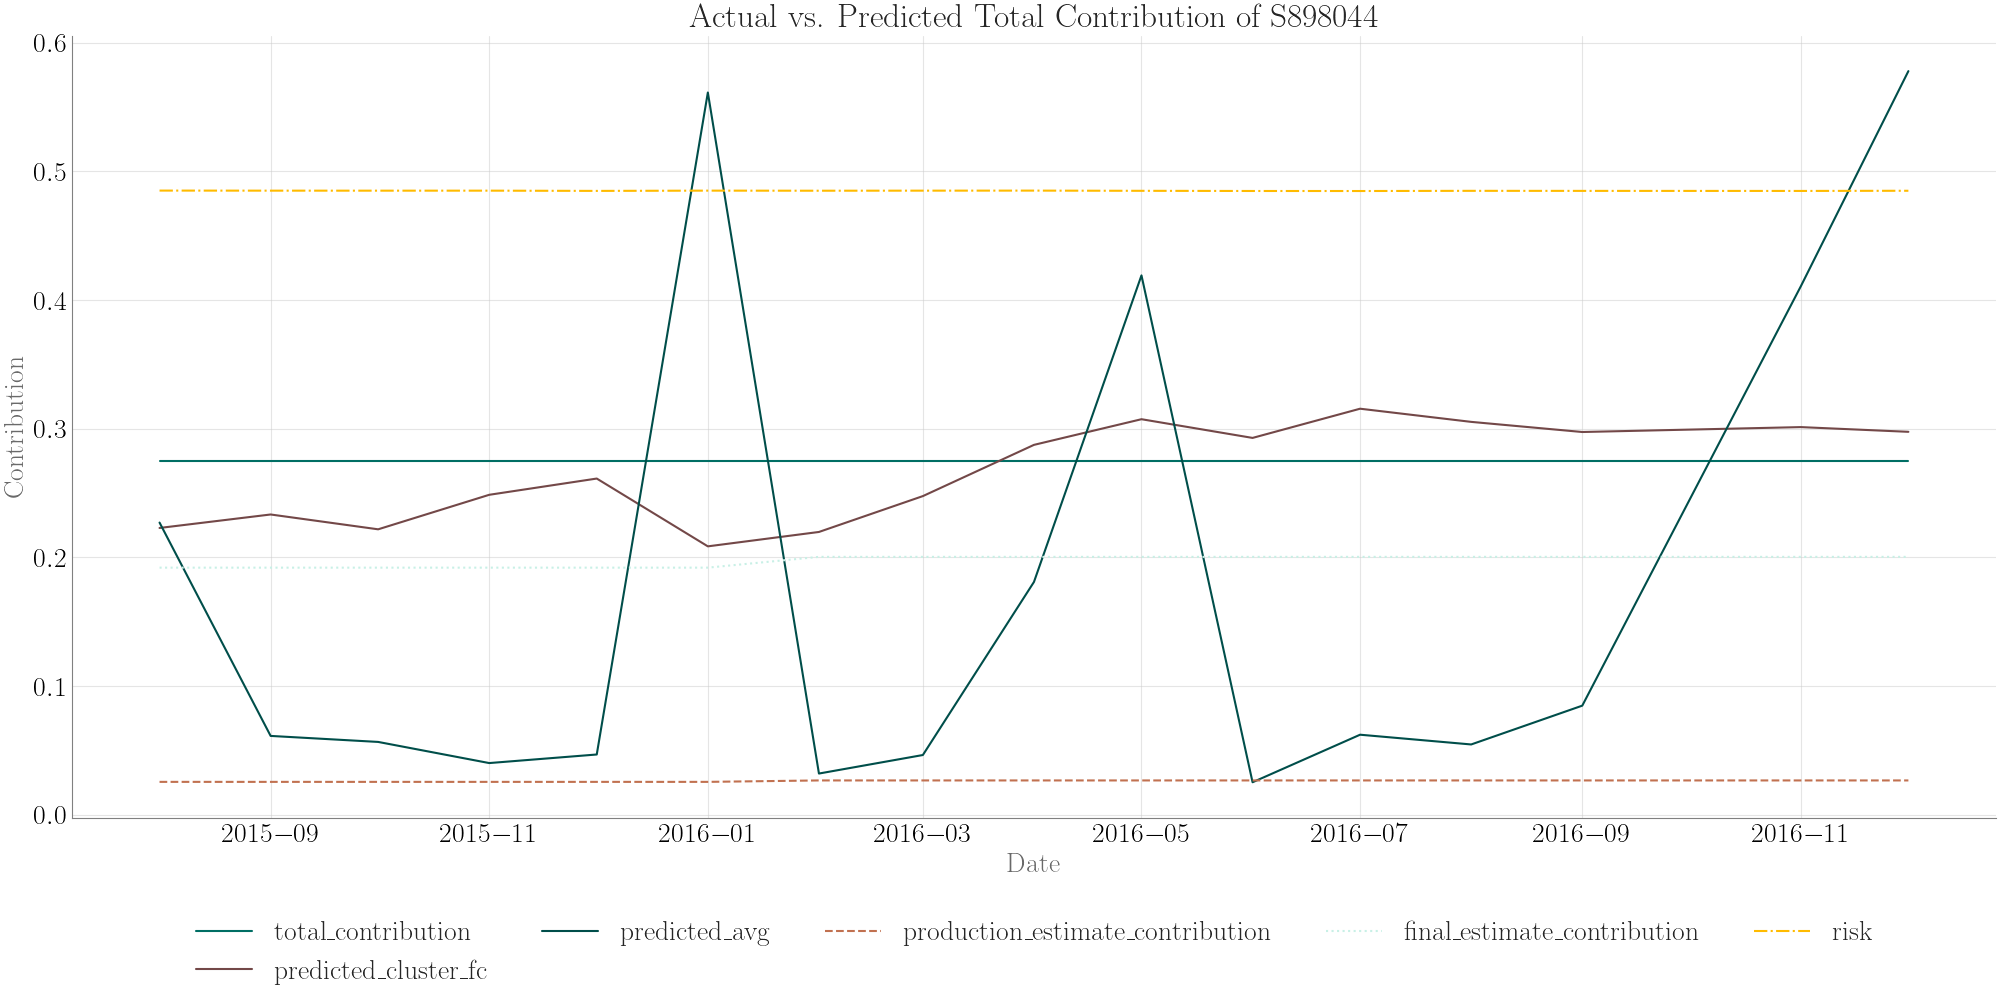 Actual vs. Predicted Total Contribution of S898044
0.6
0.5
0.4
0.3
0.2
0.1
0.0
Contribution
2015−09 2015−11 2016−01 2016−03 2016−05 2016−07 2016−09 2016−11
Date
total_contribution predicted_avg production_estimate_contribution final_estimate_contribution risk
predicted_cluster_fc